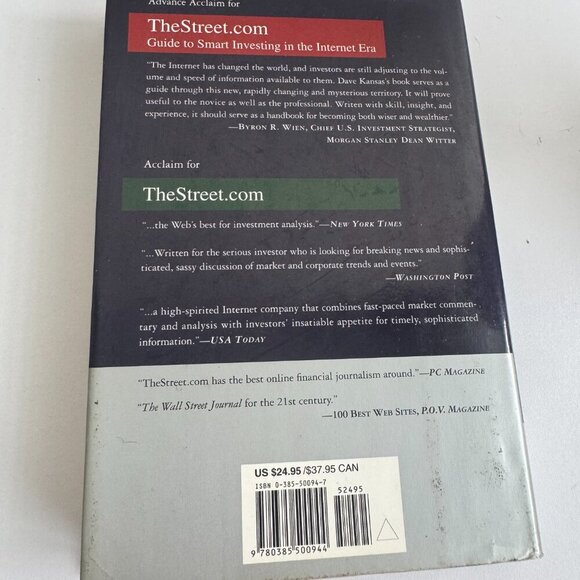 Advance Acclaim for
TheStreet.com
Guide to Smart Investing in the Internet Era
"The Internet has changed the world, and investors are still adjusting to the vol-
ume and speed of information available to them. Dave Kansas's book serves as a
guide through this new, rapidly changing and mysterious territory. It will prove
useful to the novice as well as the professional. Writen with skill, insight, and
experience, it should serve as a handbook for becoming both wiser and wealthier."
—Byron R. Wien, Chief U.S. Investment Strategist,
Morgan Stanley Dean Witter
Acclaim for
TheStreet.com
"...the Web's best for investment analysis."—New York Times
"...Written for the serious investor who is looking for breaking news and sophis-
ticated, sassy discussion of market and corporate trends and events."
—Washington Post
"...a high-spirited Internet company that combines fast-paced market commen-
tary and analysis with investors' insatiable appetite for timely, sophisticated
information."—USA Today
"TheStreet.com has the best online financial journalism around."—PC Magazine
"The Wall Street Journal for the 21st century."
—100 Best Web Sites, P.O.V. Magazine
US $24.95/$37.95 CAN
ISBN 0-385-50094-7
52495
9 780385 500944